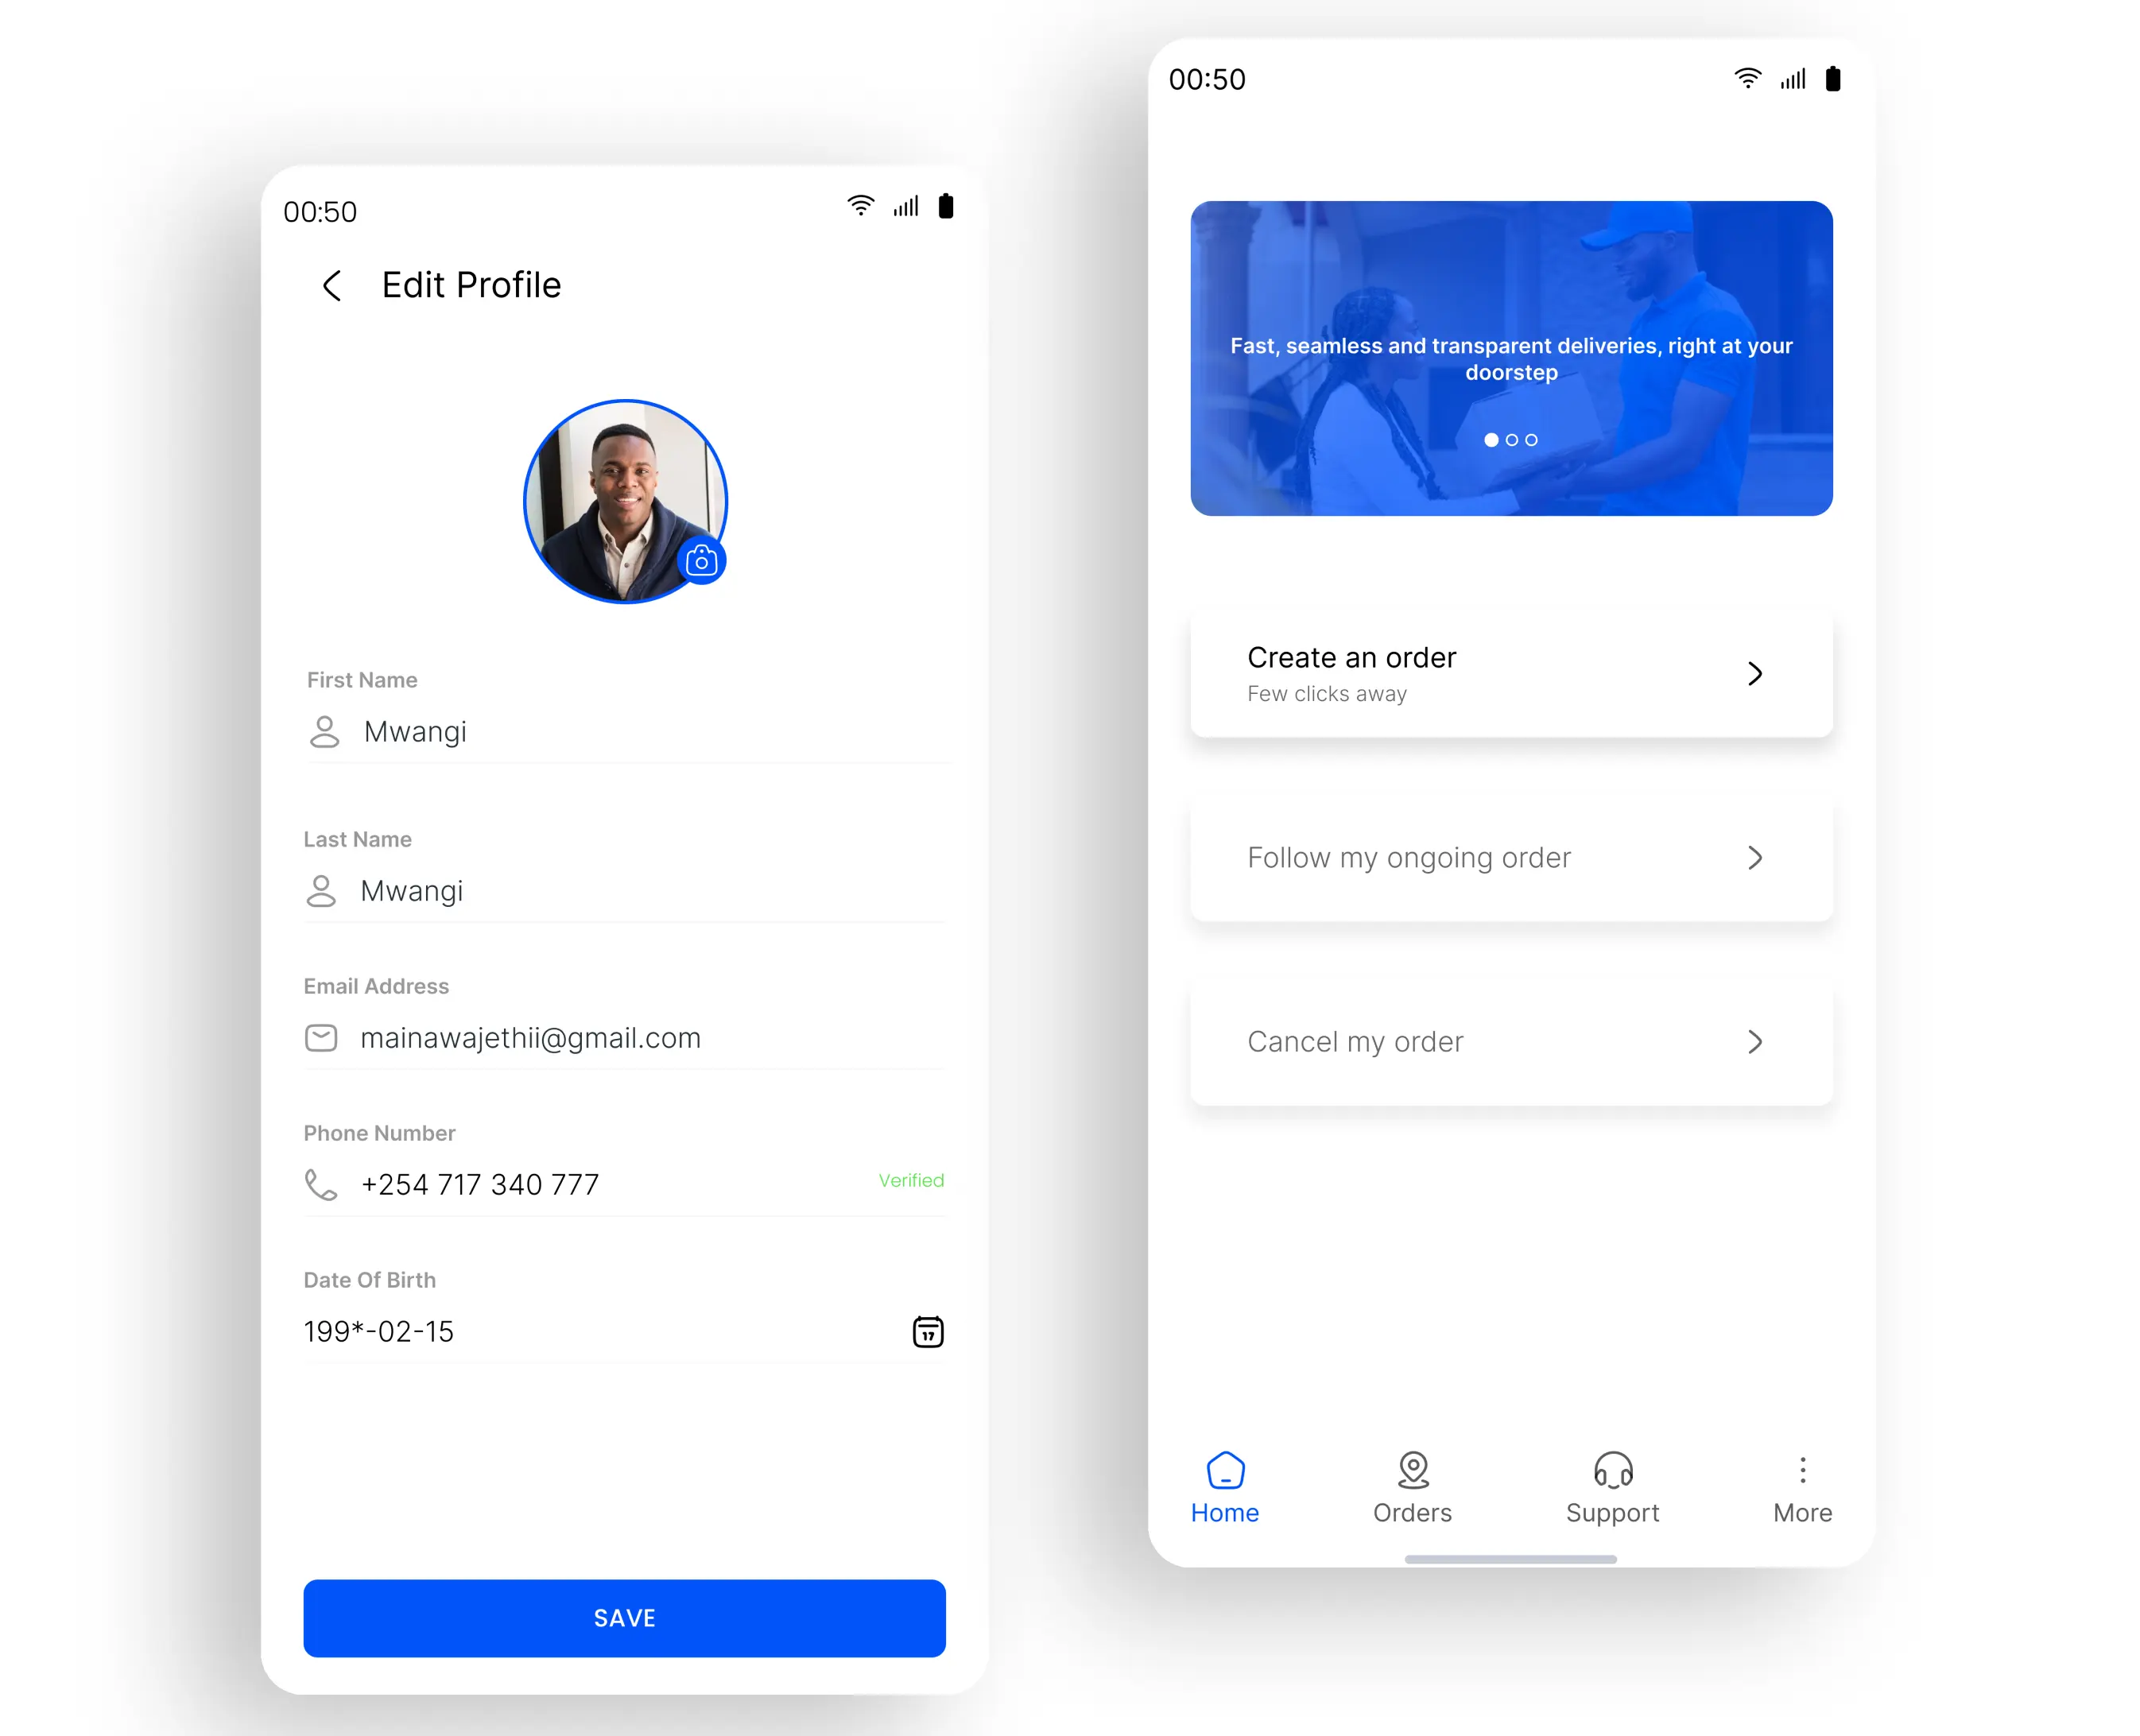 00:50
Edit Profile
First Name
Mwangi
Last Name
Mwangi
Email Address
mainawajethii@gmail.com
Phone Number
+254 717 340 777
Verified
Date Of Birth
199*-02-15
17
SAVE
00:50
Fast, seamless and transparent deliveries, right at your
doorstep
Create an order
Few clicks away
Follow my ongoing order
Cancel my order
Home
Orders
Support
More